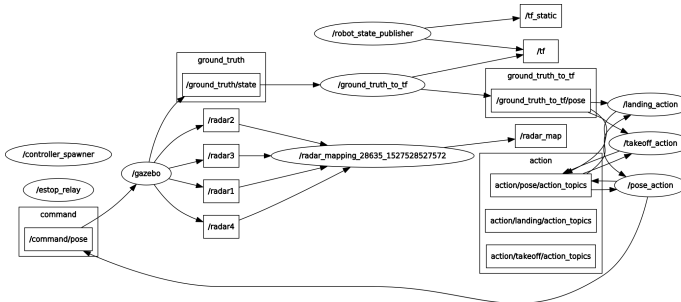 /tf_static
/robot_state_publisher
/tf
ground_truth
/ground_truth/state
/ground_truth_to_tf
ground_truth_to_tf
/ground_truth_to_tf/pose
/landing_action
/radar2
/radar_map
/takeoff_action
/controller_spawner
/radar3
/radar_mapping_28635_1527528527572
action
/gazebo
/estop_relay
/radar1
action/pose/action_topics
/pose_action
command
/command/pose
/radar4
action/landing/action_topics
action/takeoff/action_topics